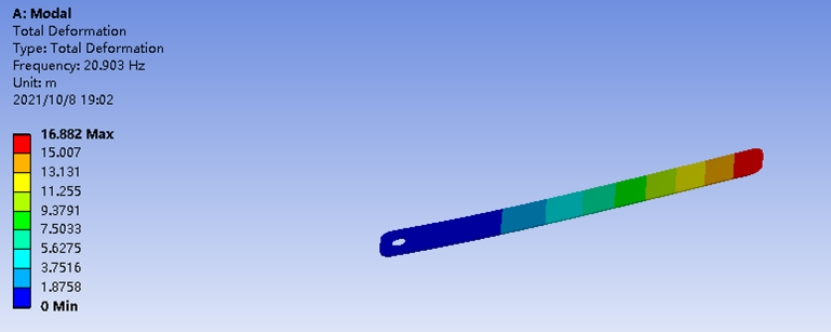 A: Modal
Total Deformation
Type: Total Deformation
Frequency: 20.903 Hz
Unit: m
2021/10/8 19:02
16.882 Max
15.007
13.131
11.255
9.3791
7.5033
5.6275
3.7516
1.8758
0 Min